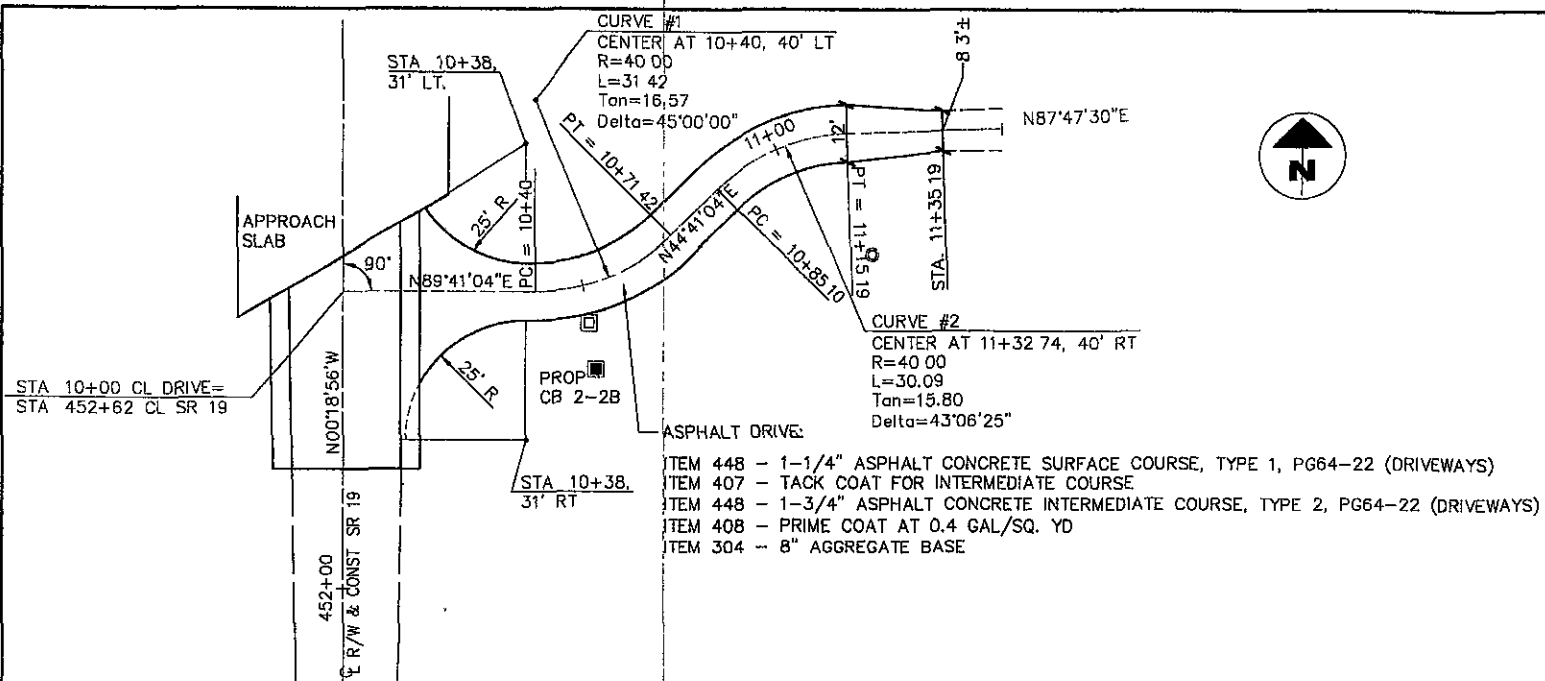 CURVE #1
CENTER AT 10+40, 40' LT
R=40 00
L=31 42
Tan=16.57
Delta=45°00'00"
STA 10+38,
31' LT.
8 3'±
N87°47'30"E
PT = 10+71 42
11+00
12'
N
APPROACH
SLAB
25' R
PC = 10+40
N44°41'04"E
PC = 10+85 10
PT = 11+15 19
STA. 11+35 19
90°
N89°41'04"E
CURVE #2
CENTER AT 11+32 74, 40' RT
R=40 00
L=30.09
Tan=15.80
Delta=43°06'25"
STA 10+00 CL DRIVE=
STA 452+62 CL SR 19
N00°18'56"W
25' R
PROP
CB 2-2B
STA 10+38,
31' RT
ASPHALT DRIVE:
ITEM 448 - 1-1/4" ASPHALT CONCRETE SURFACE COURSE, TYPE 1, PG64-22 (DRIVEWAYS)
ITEM 407 - TACK COAT FOR INTERMEDIATE COURSE
ITEM 448 - 1-3/4" ASPHALT CONCRETE INTERMEDIATE COURSE, TYPE 2, PG64-22 (DRIVEWAYS)
ITEM 408 - PRIME COAT AT 0.4 GAL/SQ. YD
ITEM 304 - 8" AGGREGATE BASE
452+00
℄ R/W & CONST SR 19